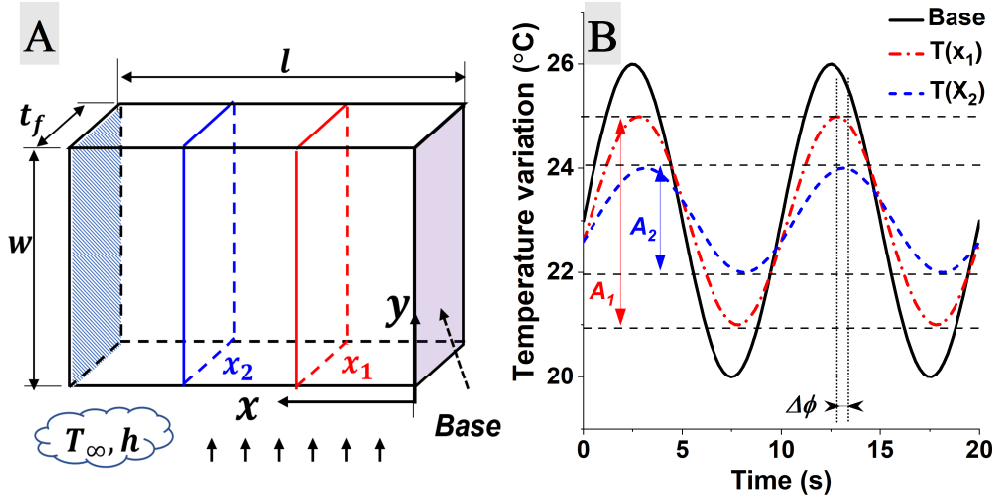 A
l
t_f
w
x_2
x_1
y
x
Base
T_∞, h
B
Base
T(x_1)
T(X_2)
Temperature variation (°C)
26
24
22
20
A_2
A_1
Δϕ
0
5
10
15
20
Time (s)